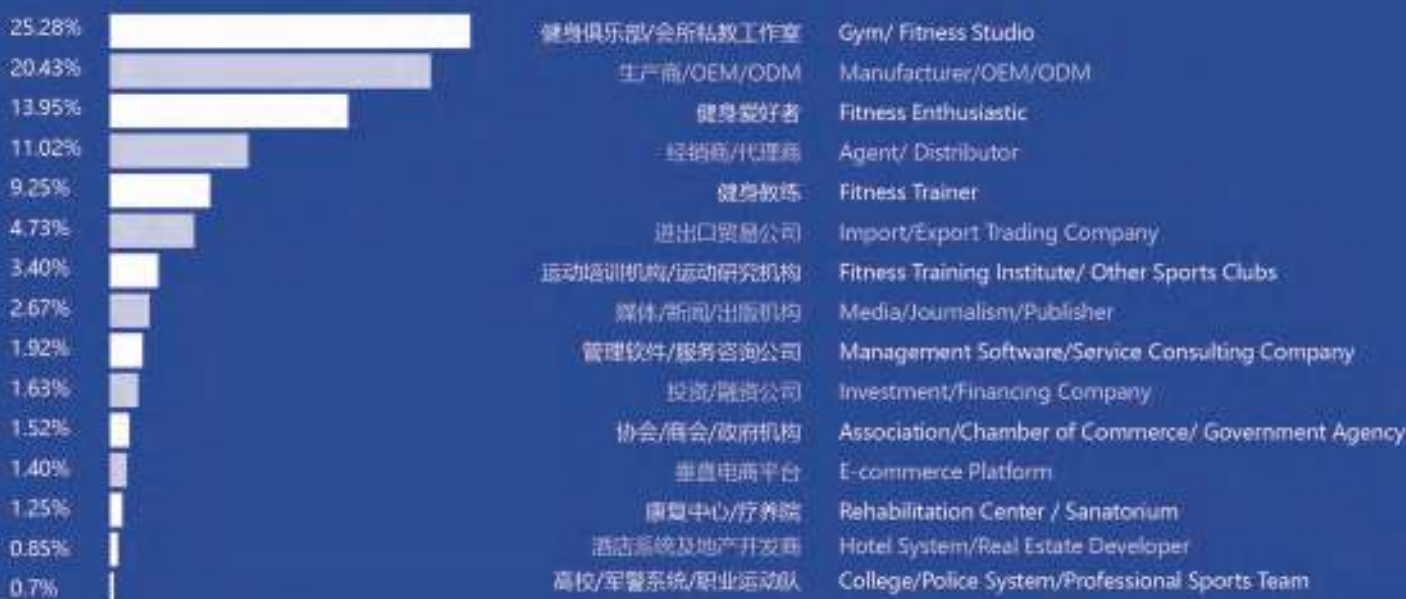 25.28% 健身俱乐部/会所私教工作室 Gym/ Fitness Studio
20.43% 生产商/OEM/ODM Manufacturer/OEM/ODM
13.95% 健身爱好者 Fitness Enthusiastic
11.02% 经销商/代理商 Agent/ Distributor
9.25% 健身教练 Fitness Trainer
4.73% 进出口贸易公司 Import/Export Trading Company
3.40% 运动培训机构/运动研究机构 Fitness Training Institute/ Other Sports Clubs
2.67% 媒体/新闻/出版机构 Media/Journalism/Publisher
1.92% 管理软件/服务咨询公司 Management Software/Service Consulting Company
1.63% 投资/融资公司 Investment/Financing Company
1.52% 协会/商会/政府机构 Association/Chamber of Commerce/ Government Agency
1.40% 垂直电商平台 E-commerce Platform
1.25% 康复中心/疗养院 Rehabilitation Center / Sanatorium
0.85% 酒店系统及地产开发商 Hotel System/Real Estate Developer
0.7% 高校/军警系统/职业运动队 College/Police System/Professional Sports Team